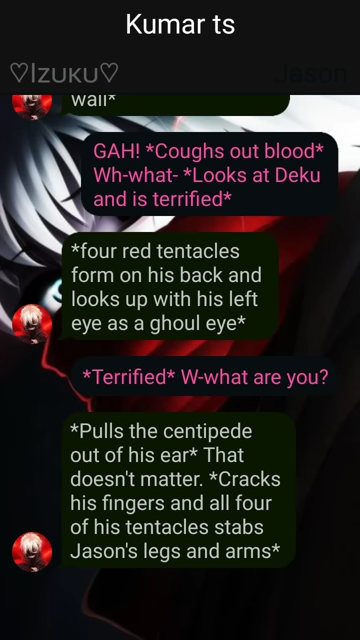 Kumar ts
♡Izuku♡
Jason
wall*
GAH! *Coughs out blood*
Wh-what- *Looks at Deku
and is terrified*
*four red tentacles
form on his back and
looks up with his left
eye as a ghoul eye*
*Terrified* W-what are you?
*Pulls the centipede
out of his ear* That
doesn't matter. *Cracks
his fingers and all four
of his tentacles stabs
Jason's legs and arms*